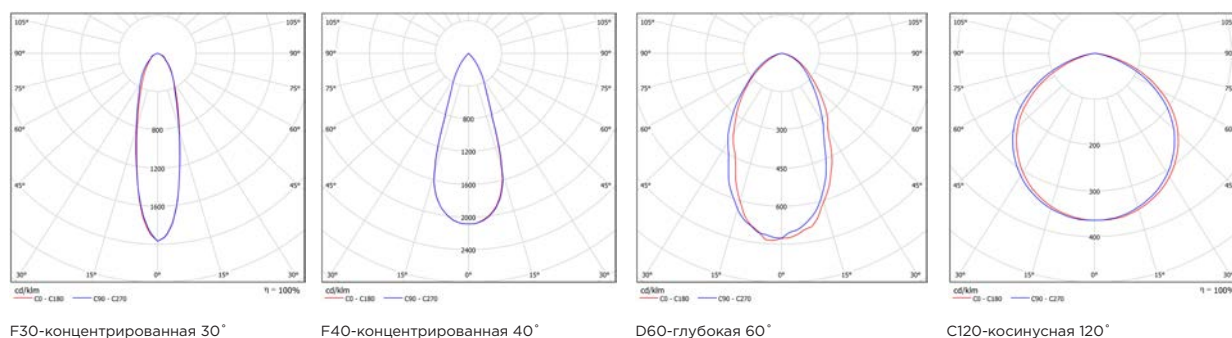 105° 105°
90° 90°
75° 75°
60° 60°
45° 45°
30° 15° 0° 15° 30°
800
1200
1600
cd/klm η = 100%
C0 - C180 C90 - C270
F30-концентрированная 30°
105° 105°
90° 90°
75° 75°
60° 60°
45° 45°
30° 15° 0° 15° 30°
800
1200
1600
2000
2400
cd/klm
C0 - C180 C90 - C270
F40-концентрированная 40°
105° 105°
90° 90°
75° 75°
60° 60°
45° 45°
30° 15° 0° 15° 30°
300
450
600
cd/klm
C0 - C180 C90 - C270
D60-глубокая 60°
105° 105°
90° 90°
75° 75°
60° 60°
45° 45°
30° 15° 0° 15° 30°
200
300
400
cd/klm η = 100%
C0 - C180 C90 - C270
C120-косинусная 120°